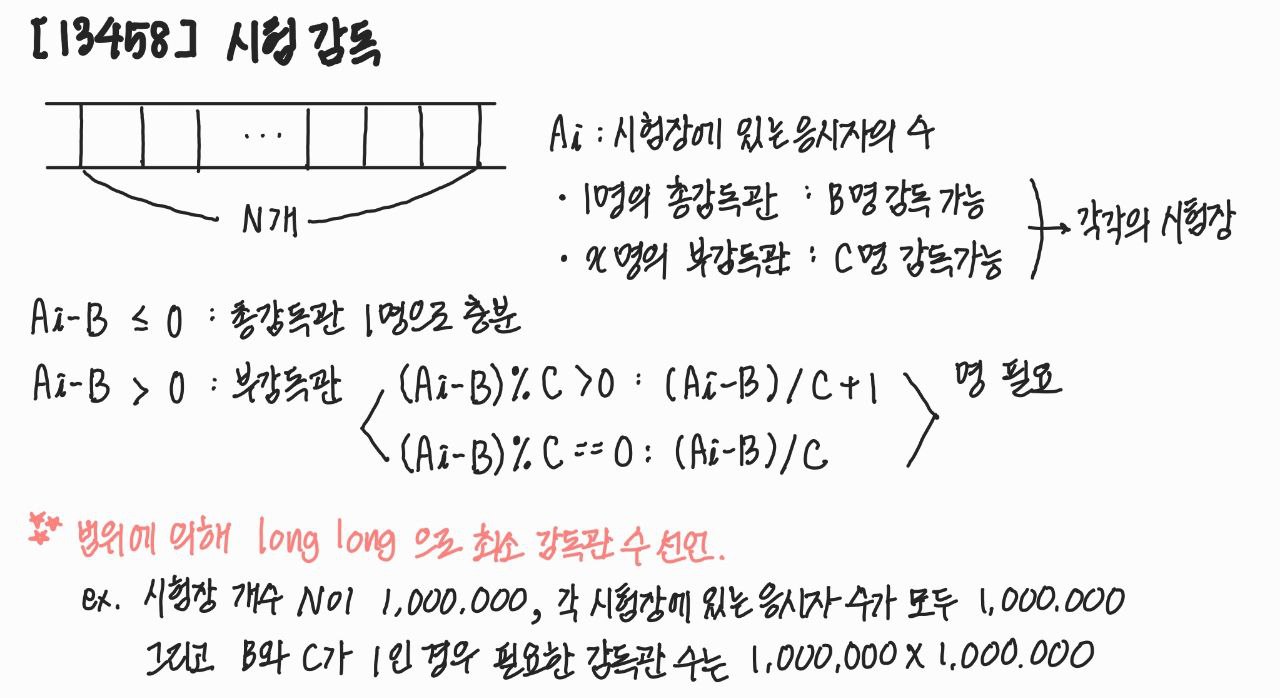 [13458] 시험 감독
...
N개
Ai : 시험장에 있는 응시자의 수
· 1명의 총감독관 : B명 감독 가능
· x명의 부감독관 : C명 감독가능
→ 각각의 시험장
Ai-B ≤ 0 : 총감독관 1명으로 충분
Ai-B > 0 : 부감독관
(Ai-B)%C>0 : (Ai-B)/C+1
(Ai-B)%C==0 : (Ai-B)/C
명 필요
범위에 의해 long long 으로 최소 감독관 수 선언.
ex. 시험장 개수 N이 1,000.000, 각 시험장에 있는 응시자 수가 모두 1,000.000
그리고 B와 C가 1인 경우 필요한 감독관 수는 1,000,000 X 1,000.000